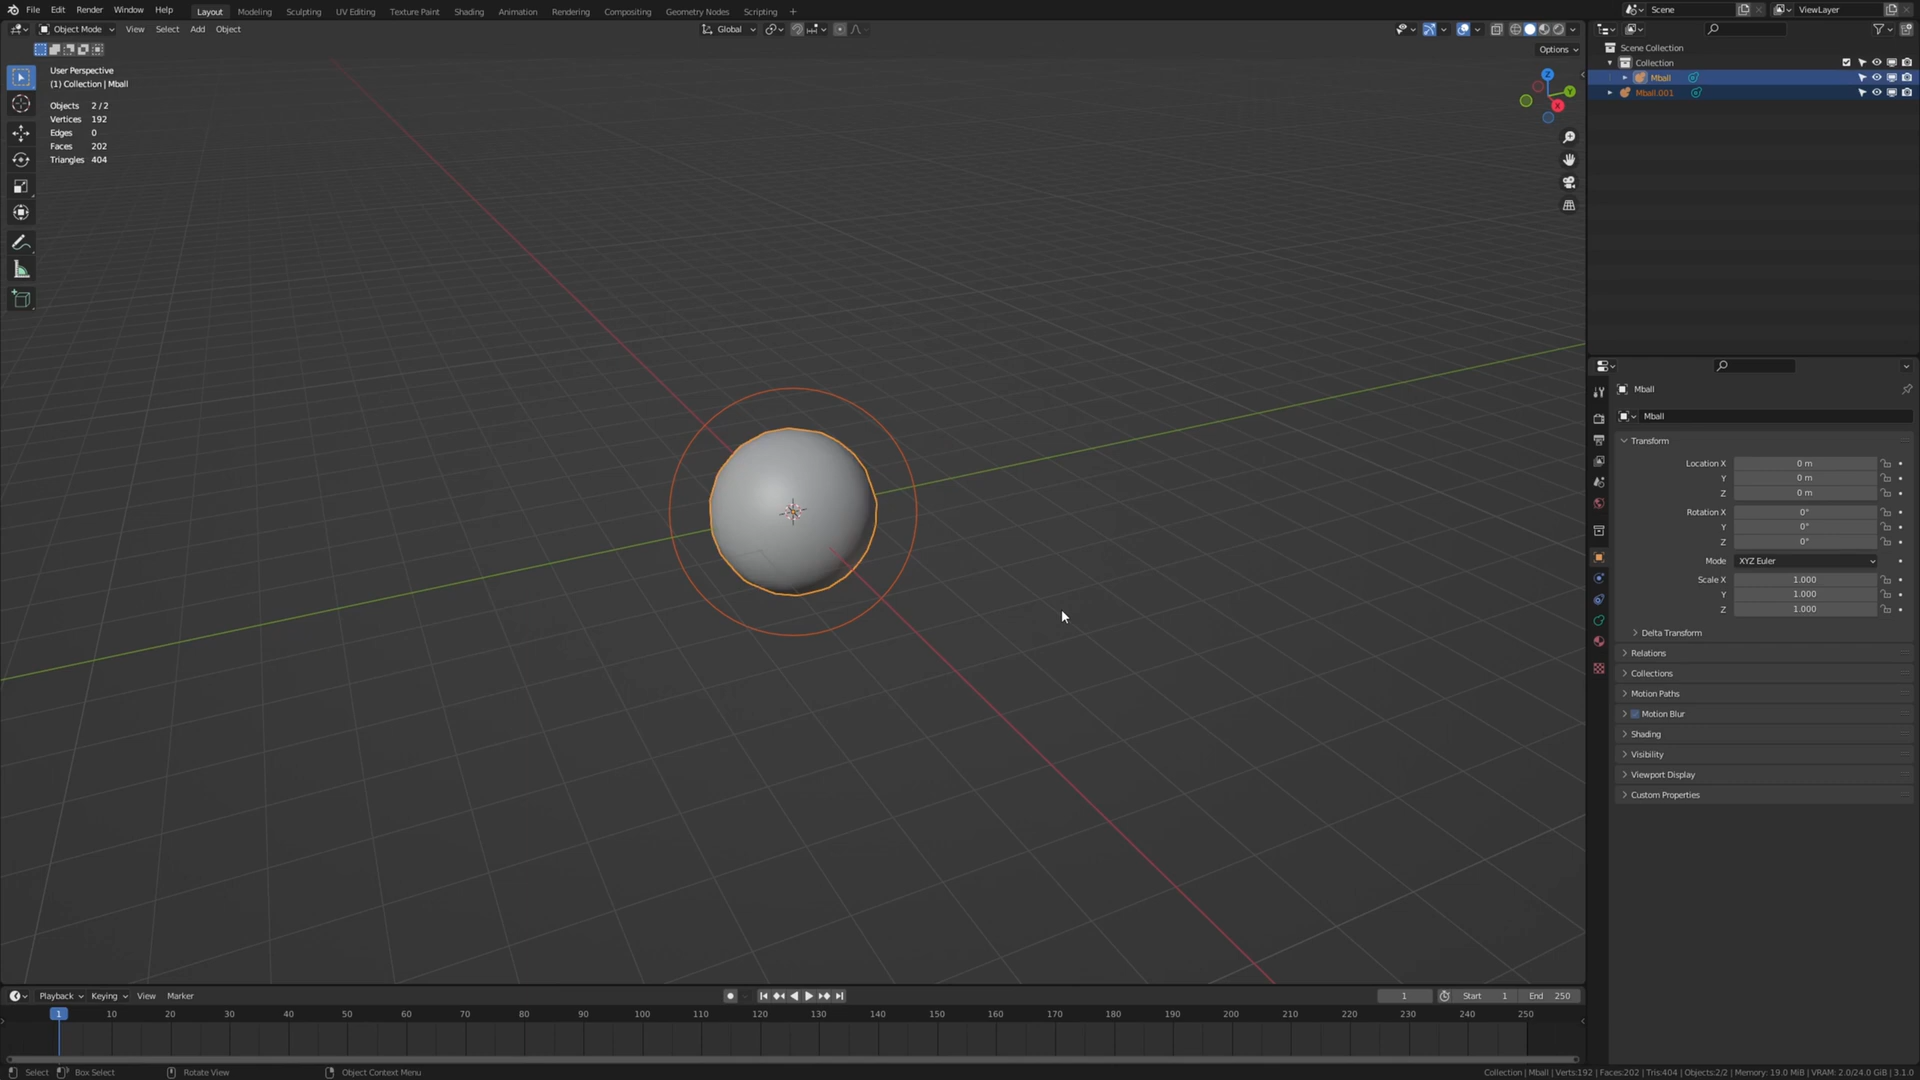 File Edit Render Window Help Layout Modeling Sculpting UV Editing Texture Paint Shading Animation Rendering Compositing Geometry Nodes Scripting + Scene ViewLayer
Object Mode View Select Add Object Global
Options
User Perspective
(1) Collection | Mball
Objects 2/2
Vertices 192
Edges 0
Faces 202
Triangles 404
Z
Y
X
Scene Collection
Collection
Mball
Mball.001
Mball
Mball
Transform
Location X 0 m
Y 0 m
Z 0 m
Rotation X 0°
Y 0°
Z 0°
Mode XYZ Euler
Scale X 1.000
Y 1.000
Z 1.000
Delta Transform
Relations
Collections
Motion Paths
Motion Blur
Shading
Visibility
Viewport Display
Custom Properties
Playback Keying View Marker 1 Start 1 End 250
1 10 20 30 40 50 60 70 80 90 100 110 120 130 140 150 160 170 180 190 200 210 220 230 240 250
Select Box Select Rotate View Object Context Menu Collection | Mball | Verts:192 | Faces:202 | Tris:404 | Objects:2/2 | Memory: 19.0 MiB | VRAM: 2.0/24.0 GiB | 3.1.0